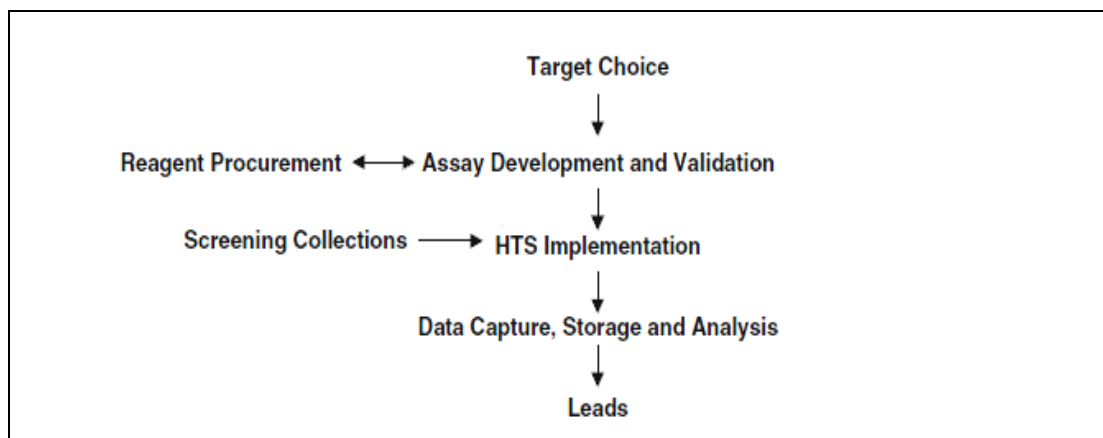 Target Choice
Reagent Procurement
Assay Development and Validation
Screening Collections
HTS Implementation
Data Capture, Storage and Analysis
Leads